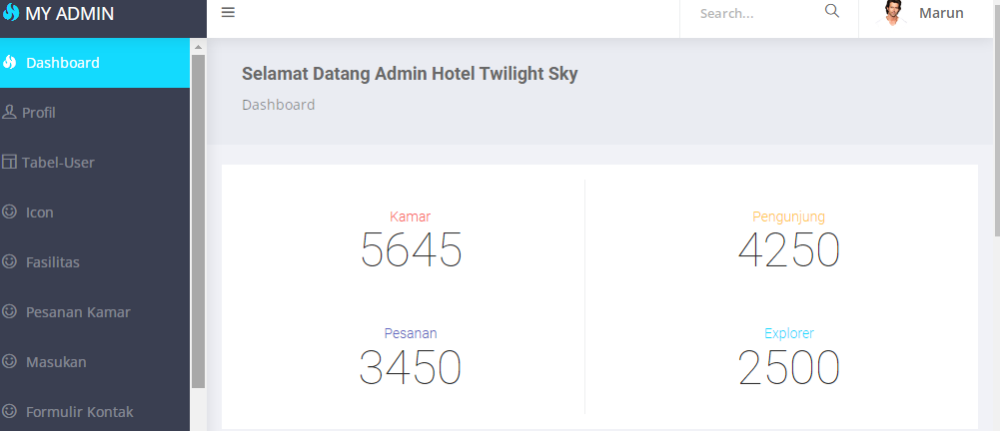 MY ADMIN
Search...
Marun
Dashboard
Profil
Tabel-User
Icon
Fasilitas
Pesanan Kamar
Masukan
Formulir Kontak
Selamat Datang Admin Hotel Twilight Sky
Dashboard
Kamar
5645
Pengunjung
4250
Pesanan
3450
Explorer
2500